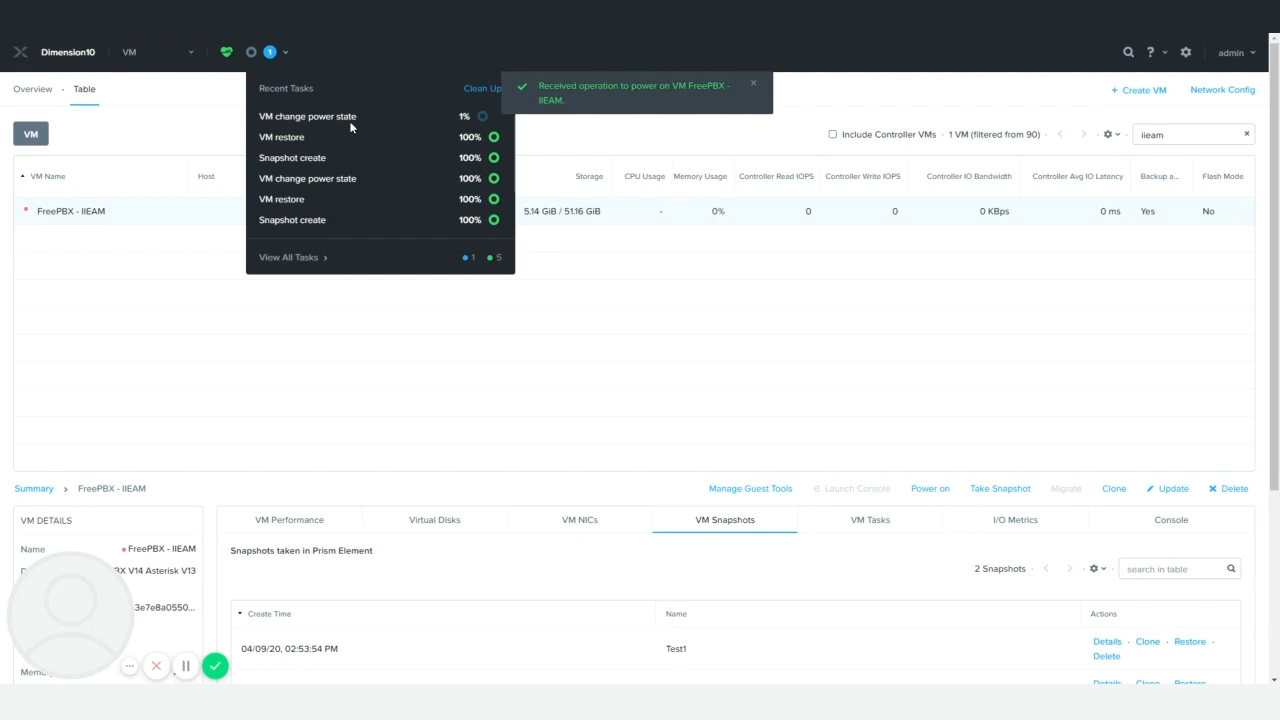 Dimension10
VM
1
?
admin
Overview · Table
Recent Tasks
Clean Up
Received operation to power on VM FreePBX -
IIEAM.
+ Create VM
Network Config
VM change power state 1%
VM restore 100%
Snapshot create 100%
VM change power state 100%
VM restore 100%
Snapshot create 100%
View All Tasks
1
5
VM
Include Controller VMs · 1 VM (filtered from 90) ·
iieam
VM Name
Host
Storage
CPU Usage
Memory Usage
Controller Read IOPS
Controller Write IOPS
Controller IO Bandwidth
Controller Avg IO Latency
Backup a...
Flash Mode
FreePBX - IIEAM
5.14 GiB / 51.16 GiB
-
0%
0
0
0 KBps
0 ms
Yes
No
Summary > FreePBX - IIEAM
Manage Guest Tools
Launch Console
Power on
Take Snapshot
Migrate
Clone
Update
Delete
VM DETAILS
Name
FreePBX - IIEAM
BX V14 Asterisk V13
3e7e8a0550...
VM Performance
Virtual Disks
VM NICs
VM Snapshots
VM Tasks
I/O Metrics
Console
Snapshots taken in Prism Element
2 Snapshots
search in table
Create Time
Name
Actions
04/09/20, 02:53:54 PM
Test1
Details · Clone · Restore ·
Delete
Details · Clone · Restore